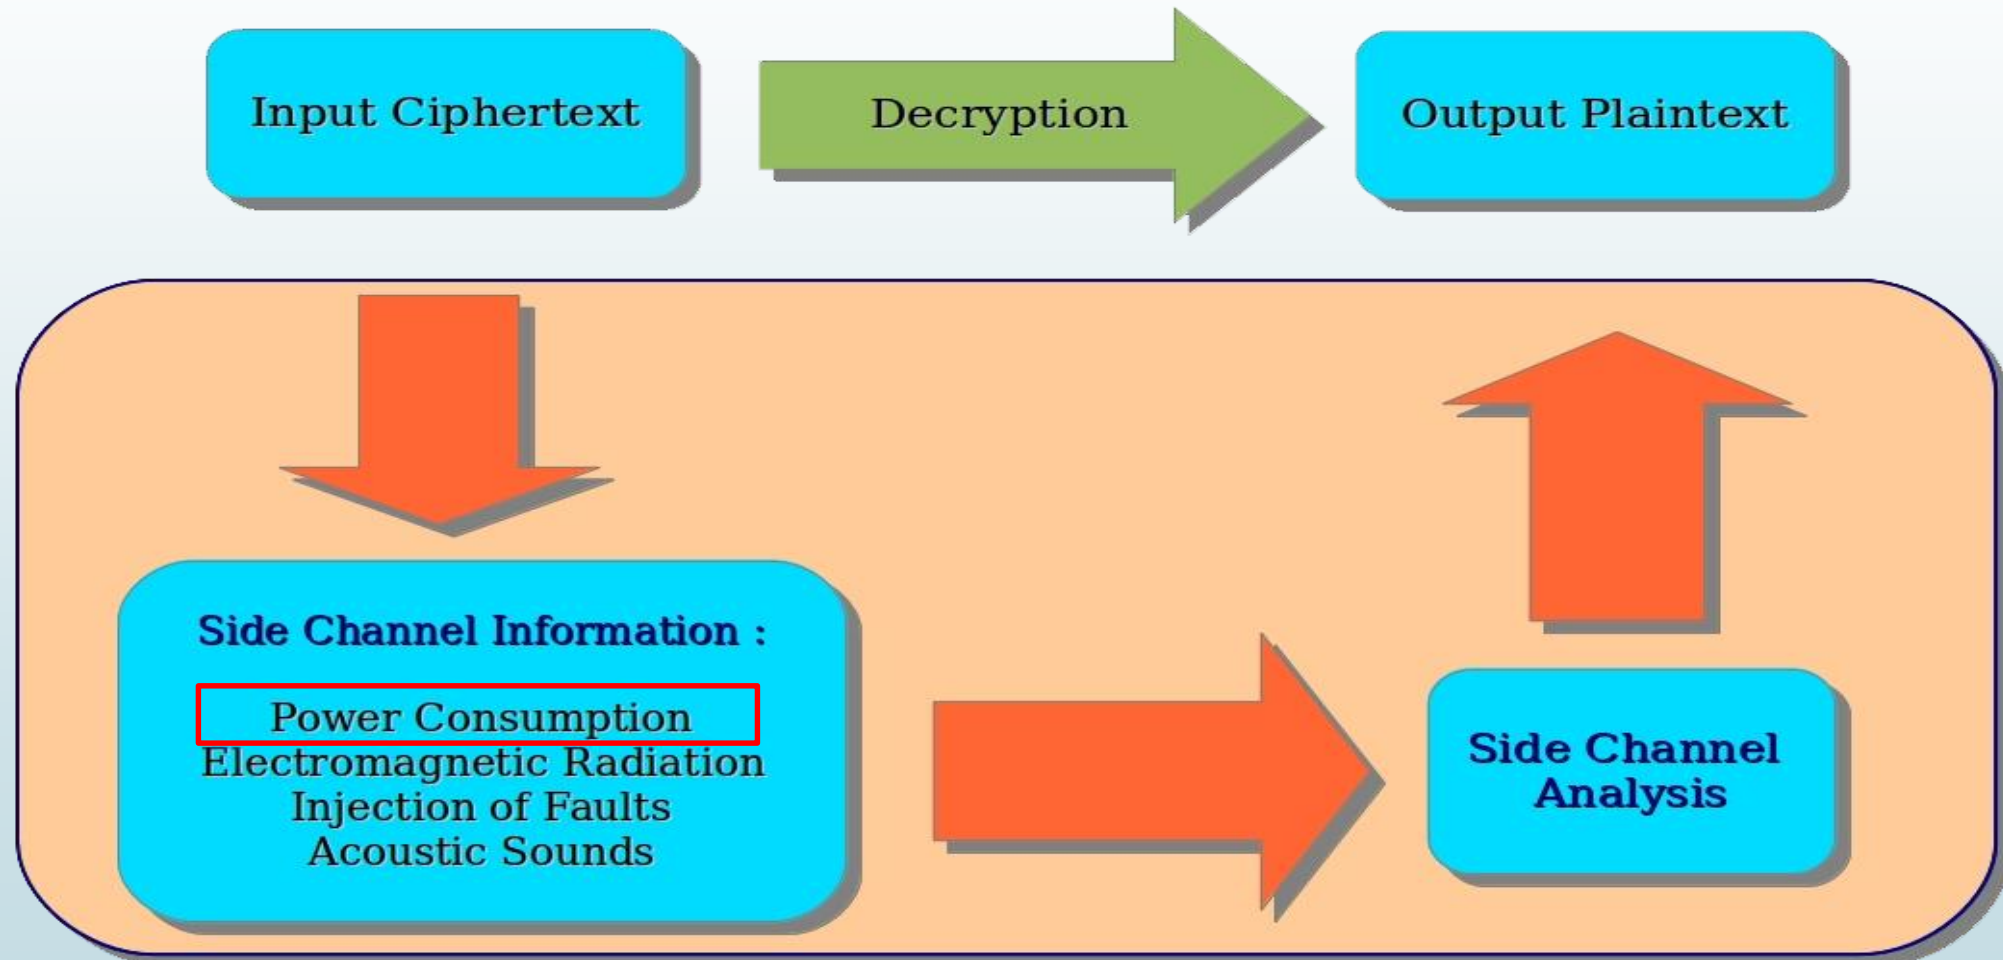 Input Ciphertext
Decryption
Output Plaintext
Side Channel Information :
Power Consumption
Electromagnetic Radiation
Injection of Faults
Acoustic Sounds
Side Channel
Analysis